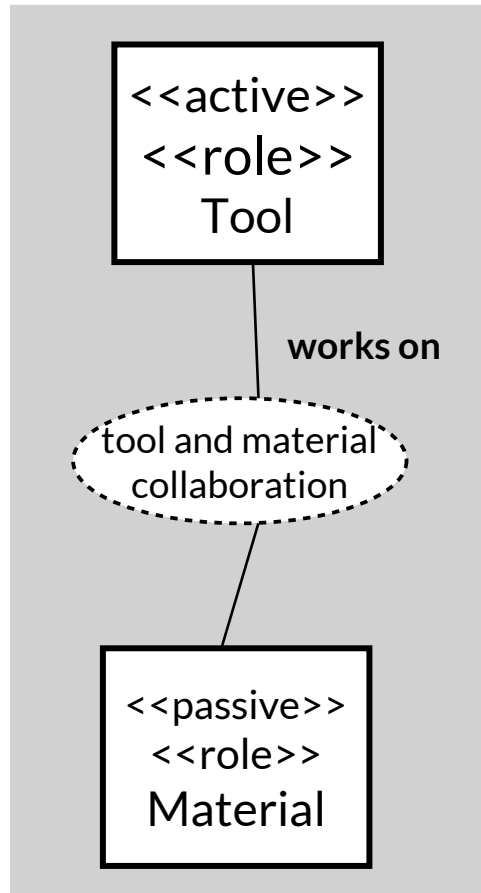 <<active>>
<<role>>
Tool
works on
tool and material
collaboration
<<passive>>
<<role>>
Material